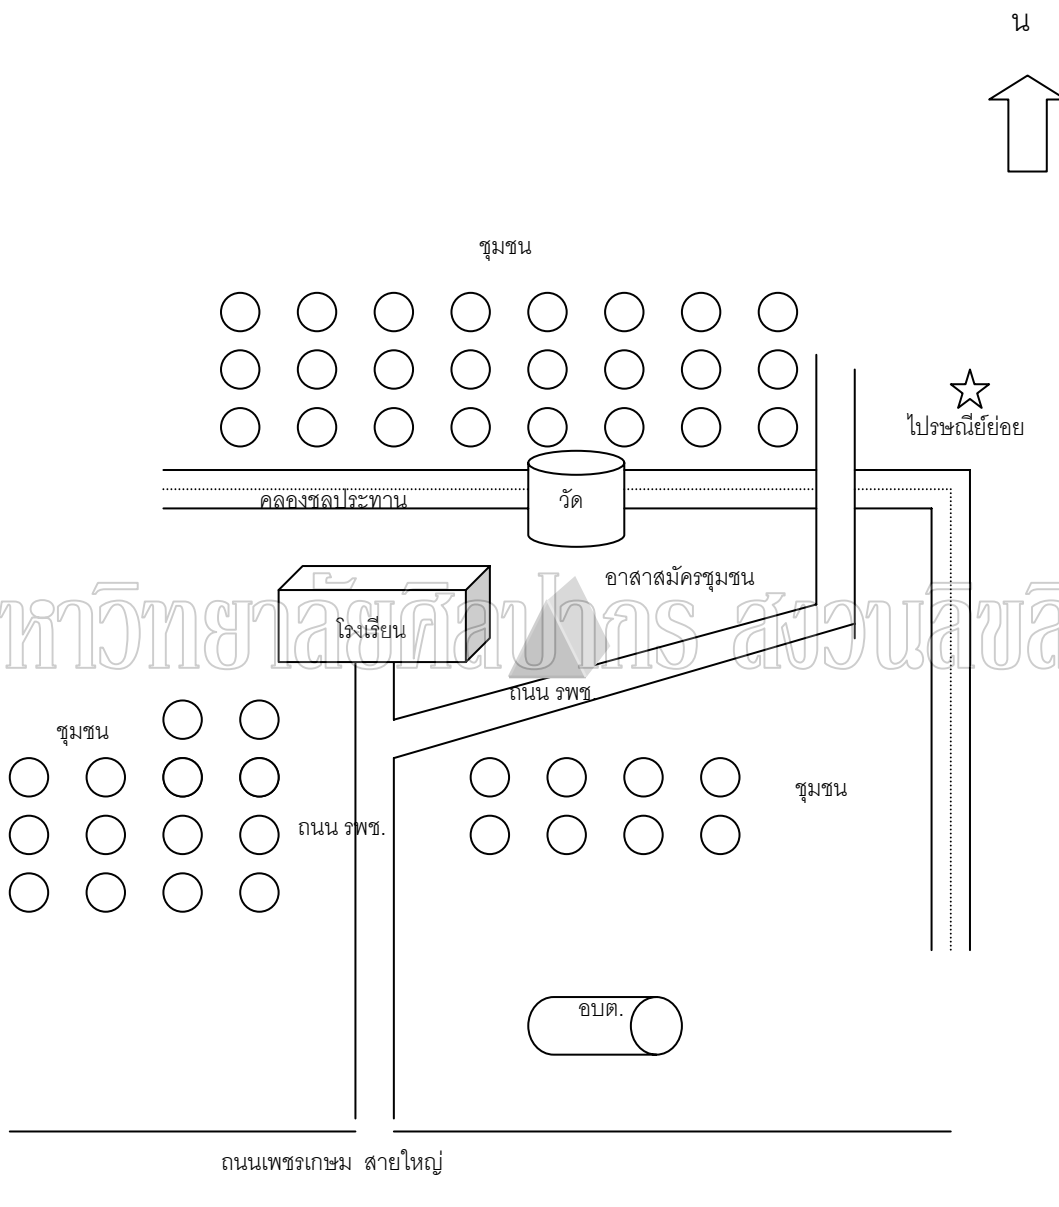 น
ชุมชน
ไปรษณีย์ย่อย
คลองชลประทาน
วัด
อาสาสมัครชุมชน
โรงเรียน
ถนน รพช.
ชุมชน
ชุมชน
ถนน รพช.
อบต.
ถนนเพชรเกษม สายใหญ่